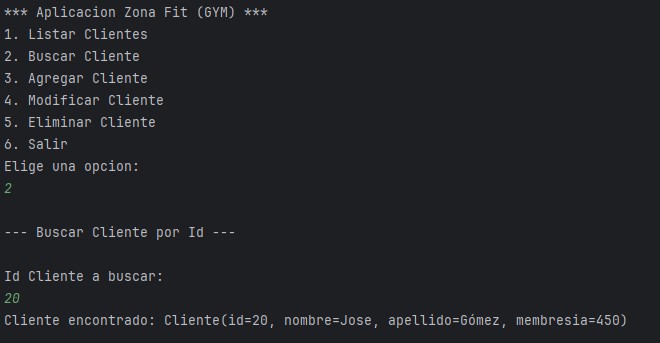 *** Aplicacion Zona Fit (GYM) ***
1. Listar Clientes
2. Buscar Cliente
3. Agregar Cliente
4. Modificar Cliente
5. Eliminar Cliente
6. Salir
Elige una opcion:
2
--- Buscar Cliente por Id ---
Id Cliente a buscar:
20
Cliente encontrado: Cliente(id=20, nombre=Jose, apellido=Gómez, membresia=450)